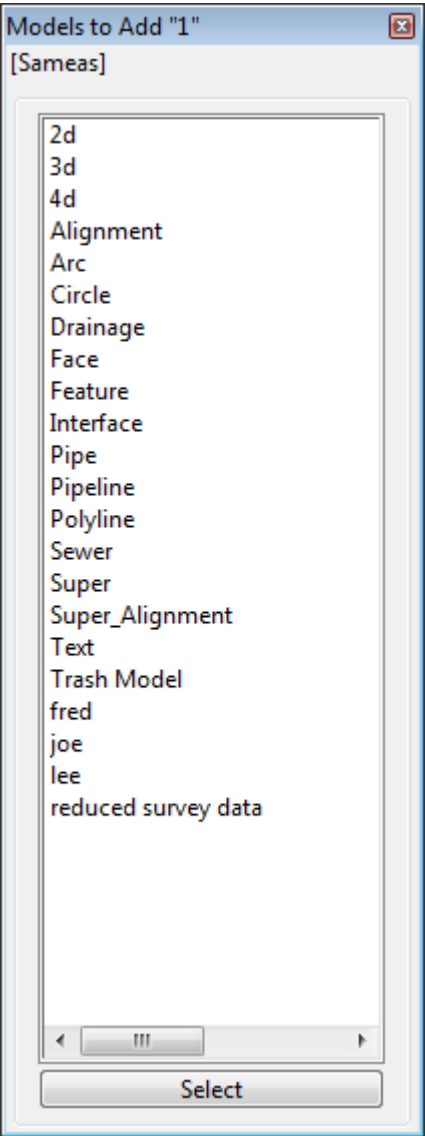 Models to Add "1"
[Sameas]
2d
3d
4d
Alignment
Arc
Circle
Drainage
Face
Feature
Interface
Pipe
Pipeline
Polyline
Sewer
Super
Super_Alignment
Text
Trash Model
fred
joe
lee
reduced survey data
Select